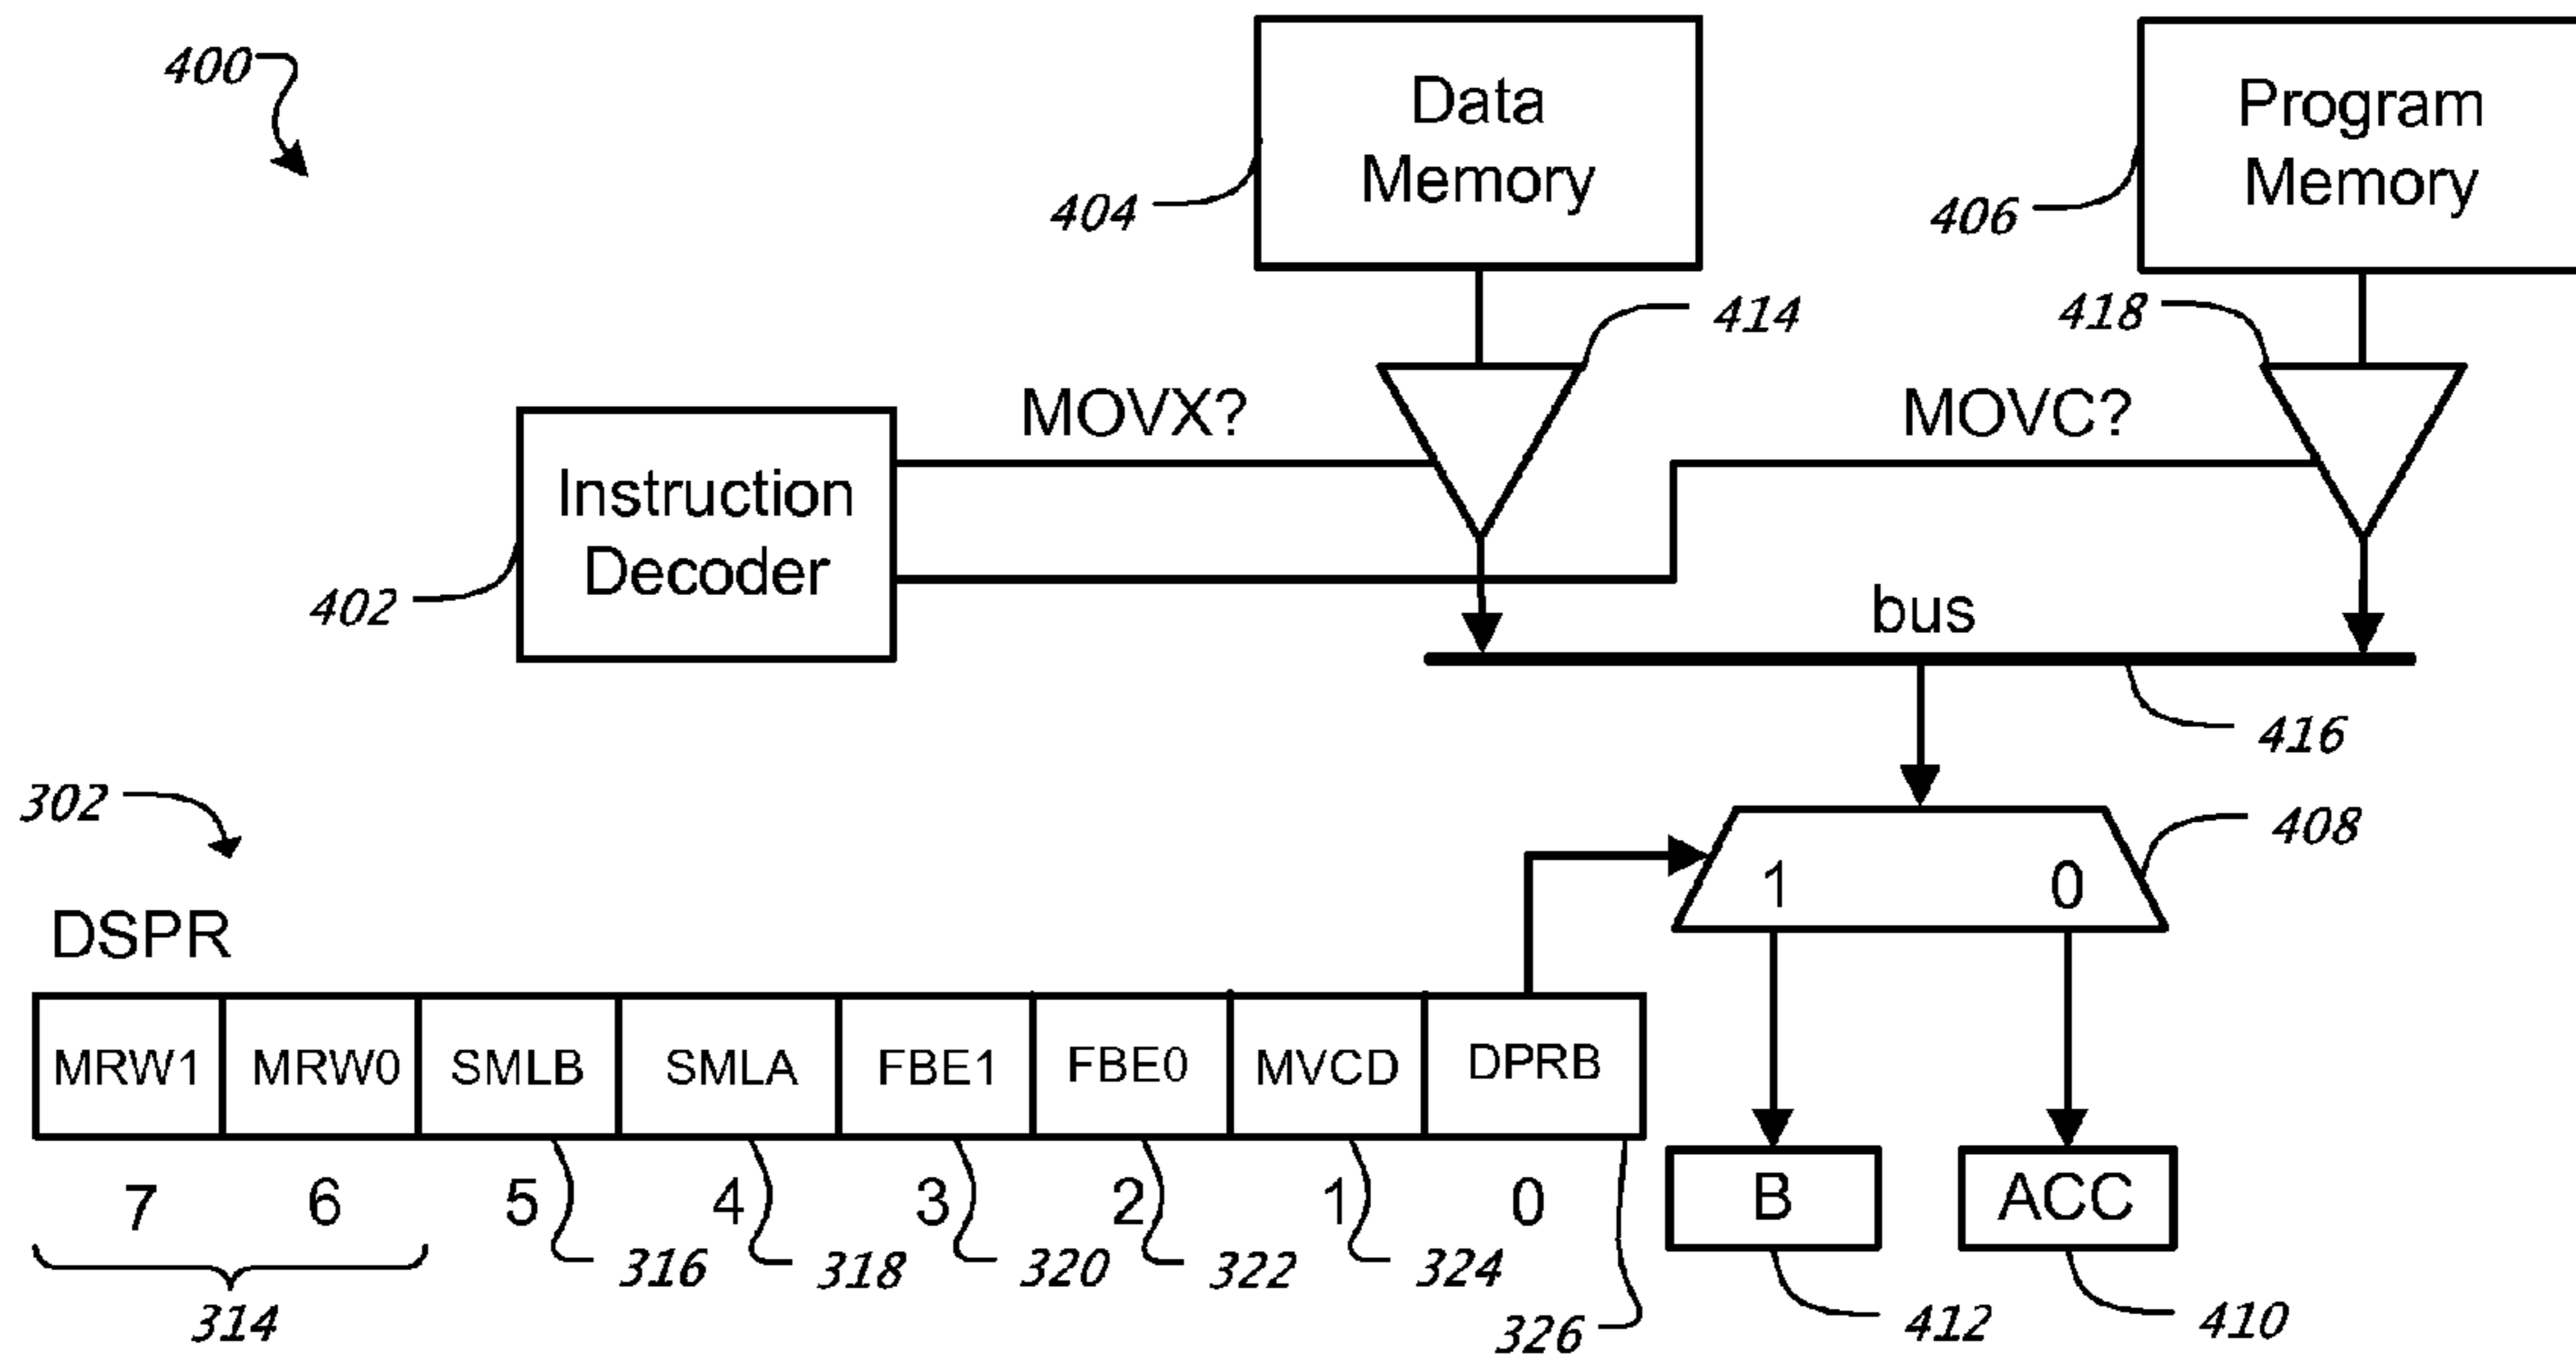 400
Data
Memory
404
Program
Memory
406
414
418
MOVX?
MOVC?
Instruction
Decoder
402
bus
416
302
408
1 0
DSPR
MRW1 MRW0 SMLB SMLA FBE1 FBE0 MVCD DPRB
7 6 5 4 3 2 1 0
B ACC
314
316 318 320 322 324
326
412 410